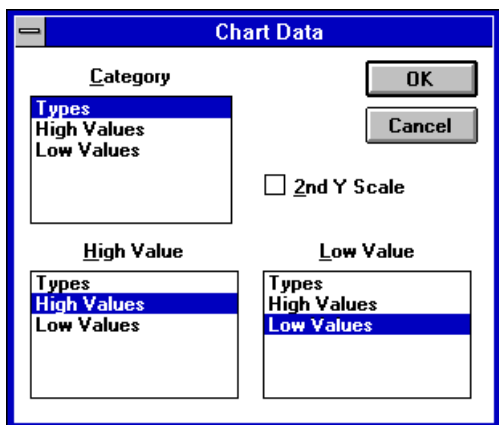 Chart Data
Category
Types
High Values
Low Values
OK
Cancel
2nd Y Scale
High Value
Types
High Values
Low Values
Low Value
Types
High Values
Low Values